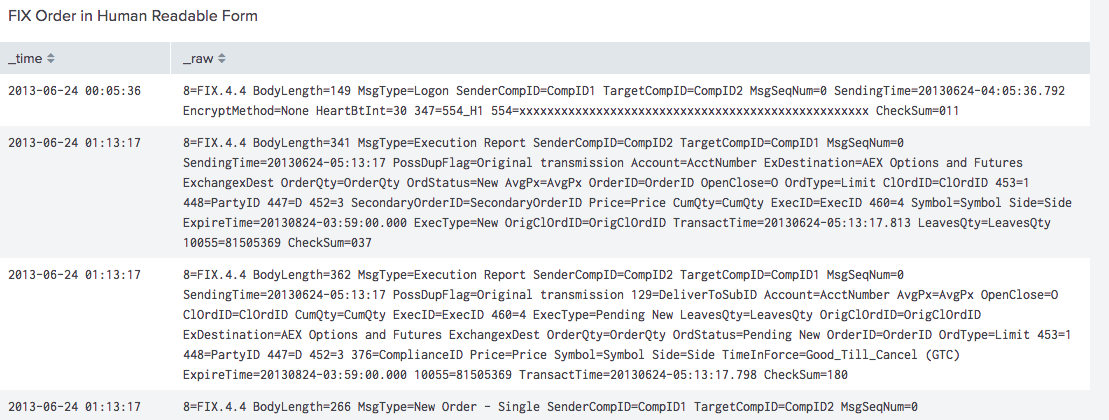 FIX Order in Human Readable Form
_time _raw
2013-06-24 00:05:36 8=FIX.4.4 BodyLength=149 MsgType=Logon SenderCompID=CompID1 TargetCompID=CompID2 MsgSeqNum=0 SendingTime=20130624-04:05:36.792
EncryptMethod=None HeartBtInt=30 347=554_H1 554=xxxxxxxxxxxxxxxxxxxxxxxxxxxxxxxxxxxxxxxxxxxxxxxxxx CheckSum=011
2013-06-24 01:13:17 8=FIX.4.4 BodyLength=341 MsgType=Execution Report SenderCompID=CompID2 TargetCompID=CompID1 MsgSeqNum=0
SendingTime=20130624-05:13:17 PossDupFlag=Original transmission Account=AcctNumber ExDestination=AEX Options and Futures
ExchangexDest OrderQty=OrderQty OrdStatus=New AvgPx=AvgPx OrderID=OrderID OpenClose=O OrdType=Limit ClOrdID=ClOrdID 453=1
448=PartyID 447=D 452=3 SecondaryOrderID=SecondaryOrderID Price=Price CumQty=CumQty ExecID=ExecID 460=4 Symbol=Symbol Side=Side
ExpireTime=20130824-03:59:00.000 ExecType=New OrigClOrdID=OrigClOrdID TransactTime=20130624-05:13:17.813 LeavesQty=LeavesQty
10055=81505369 CheckSum=037
2013-06-24 01:13:17 8=FIX.4.4 BodyLength=362 MsgType=Execution Report SenderCompID=CompID2 TargetCompID=CompID1 MsgSeqNum=0
SendingTime=20130624-05:13:17 PossDupFlag=Original transmission 129=DeliverToSubID Account=AcctNumber AvgPx=AvgPx OpenClose=O
ClOrdID=ClOrdID CumQty=CumQty ExecID=ExecID 460=4 ExecType=Pending New LeavesQty=LeavesQty OrigClOrdID=OrigClOrdID
ExDestination=AEX Options and Futures ExchangexDest OrderQty=OrderQty OrdStatus=Pending New OrderID=OrderID OrdType=Limit 453=1
448=PartyID 447=D 452=3 376=ComplianceID Price=Price Symbol=Symbol Side=Side TimeInForce=Good_Till_Cancel (GTC)
ExpireTime=20130824-03:59:00.000 10055=81505369 TransactTime=20130624-05:13:17.798 CheckSum=180
2013-06-24 01:13:17 8=FIX.4.4 BodyLength=266 MsgType=New Order - Single SenderCompID=CompID1 TargetCompID=CompID2 MsgSeqNum=0